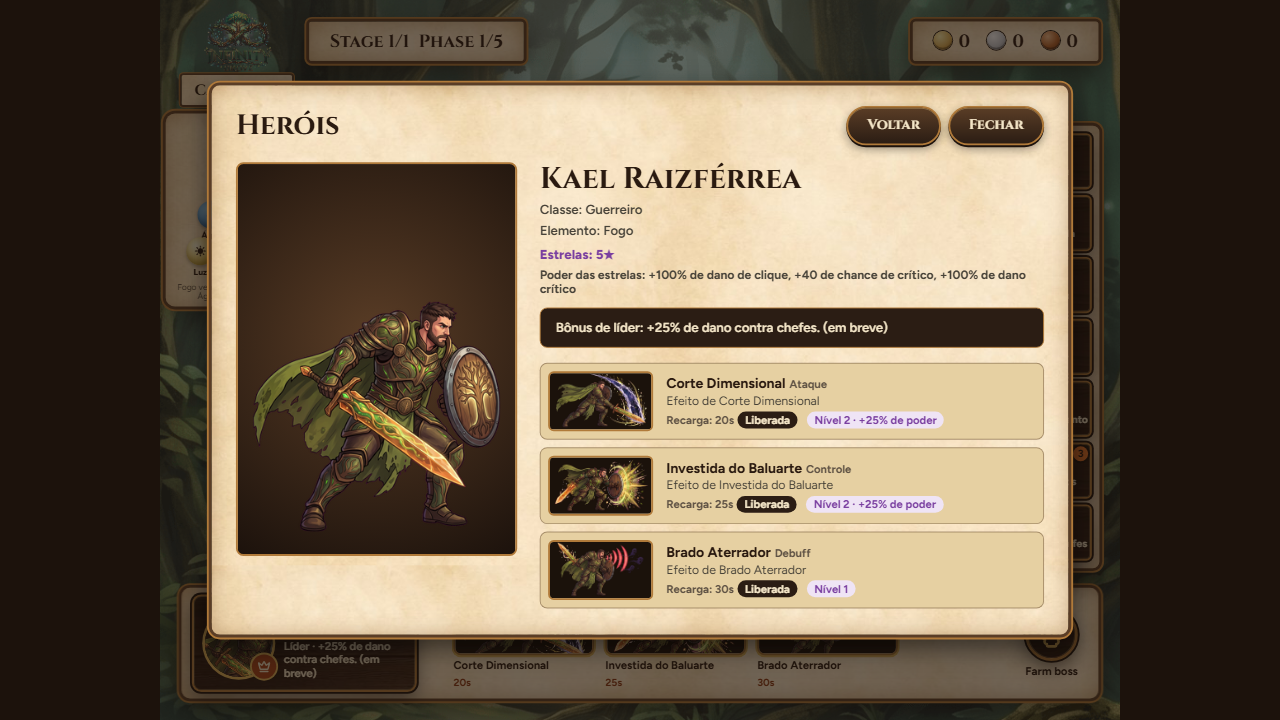 Stage 1/1 Phase 1/5
0 0 0
Heróis
Voltar
Fechar
Kael Raizférrea
Classe: Guerreiro
Elemento: Fogo
Estrelas: 5★
Poder das estrelas: +100% de dano de clique, +40 de chance de crítico, +100% de dano
crítico
Bônus de líder: +25% de dano contra chefes. (em breve)
Corte Dimensional Ataque
Efeito de Corte Dimensional
Recarga: 20s Liberada Nível 2 · +25% de poder
Investida do Baluarte Controle
Efeito de Investida do Baluarte
Recarga: 25s Liberada Nível 2 · +25% de poder
Brado Aterrador Debuff
Efeito de Brado Aterrador
Recarga: 30s Liberada Nível 1
Luz
Fogo
3
Líder · +25% de dano
contra chefes. (em
breve)
Corte Dimensional
20s
Investida do Baluarte
25s
Brado Aterrador
30s
Farm boss